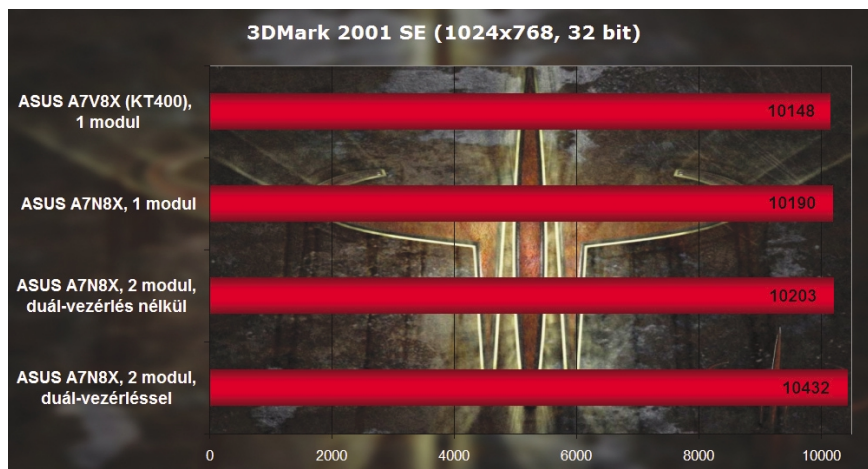 3DMark 2001 SE (1024x768, 32 bit)
ASUS A7V8X (KT400),
1 modul
10148
ASUS A7N8X, 1 modul
10190
ASUS A7N8X, 2 modul,
duál-vezérlés nélkül
10203
ASUS A7N8X, 2 modul,
duál-vezérléssel
10432
0 2000 4000 6000 8000 10000